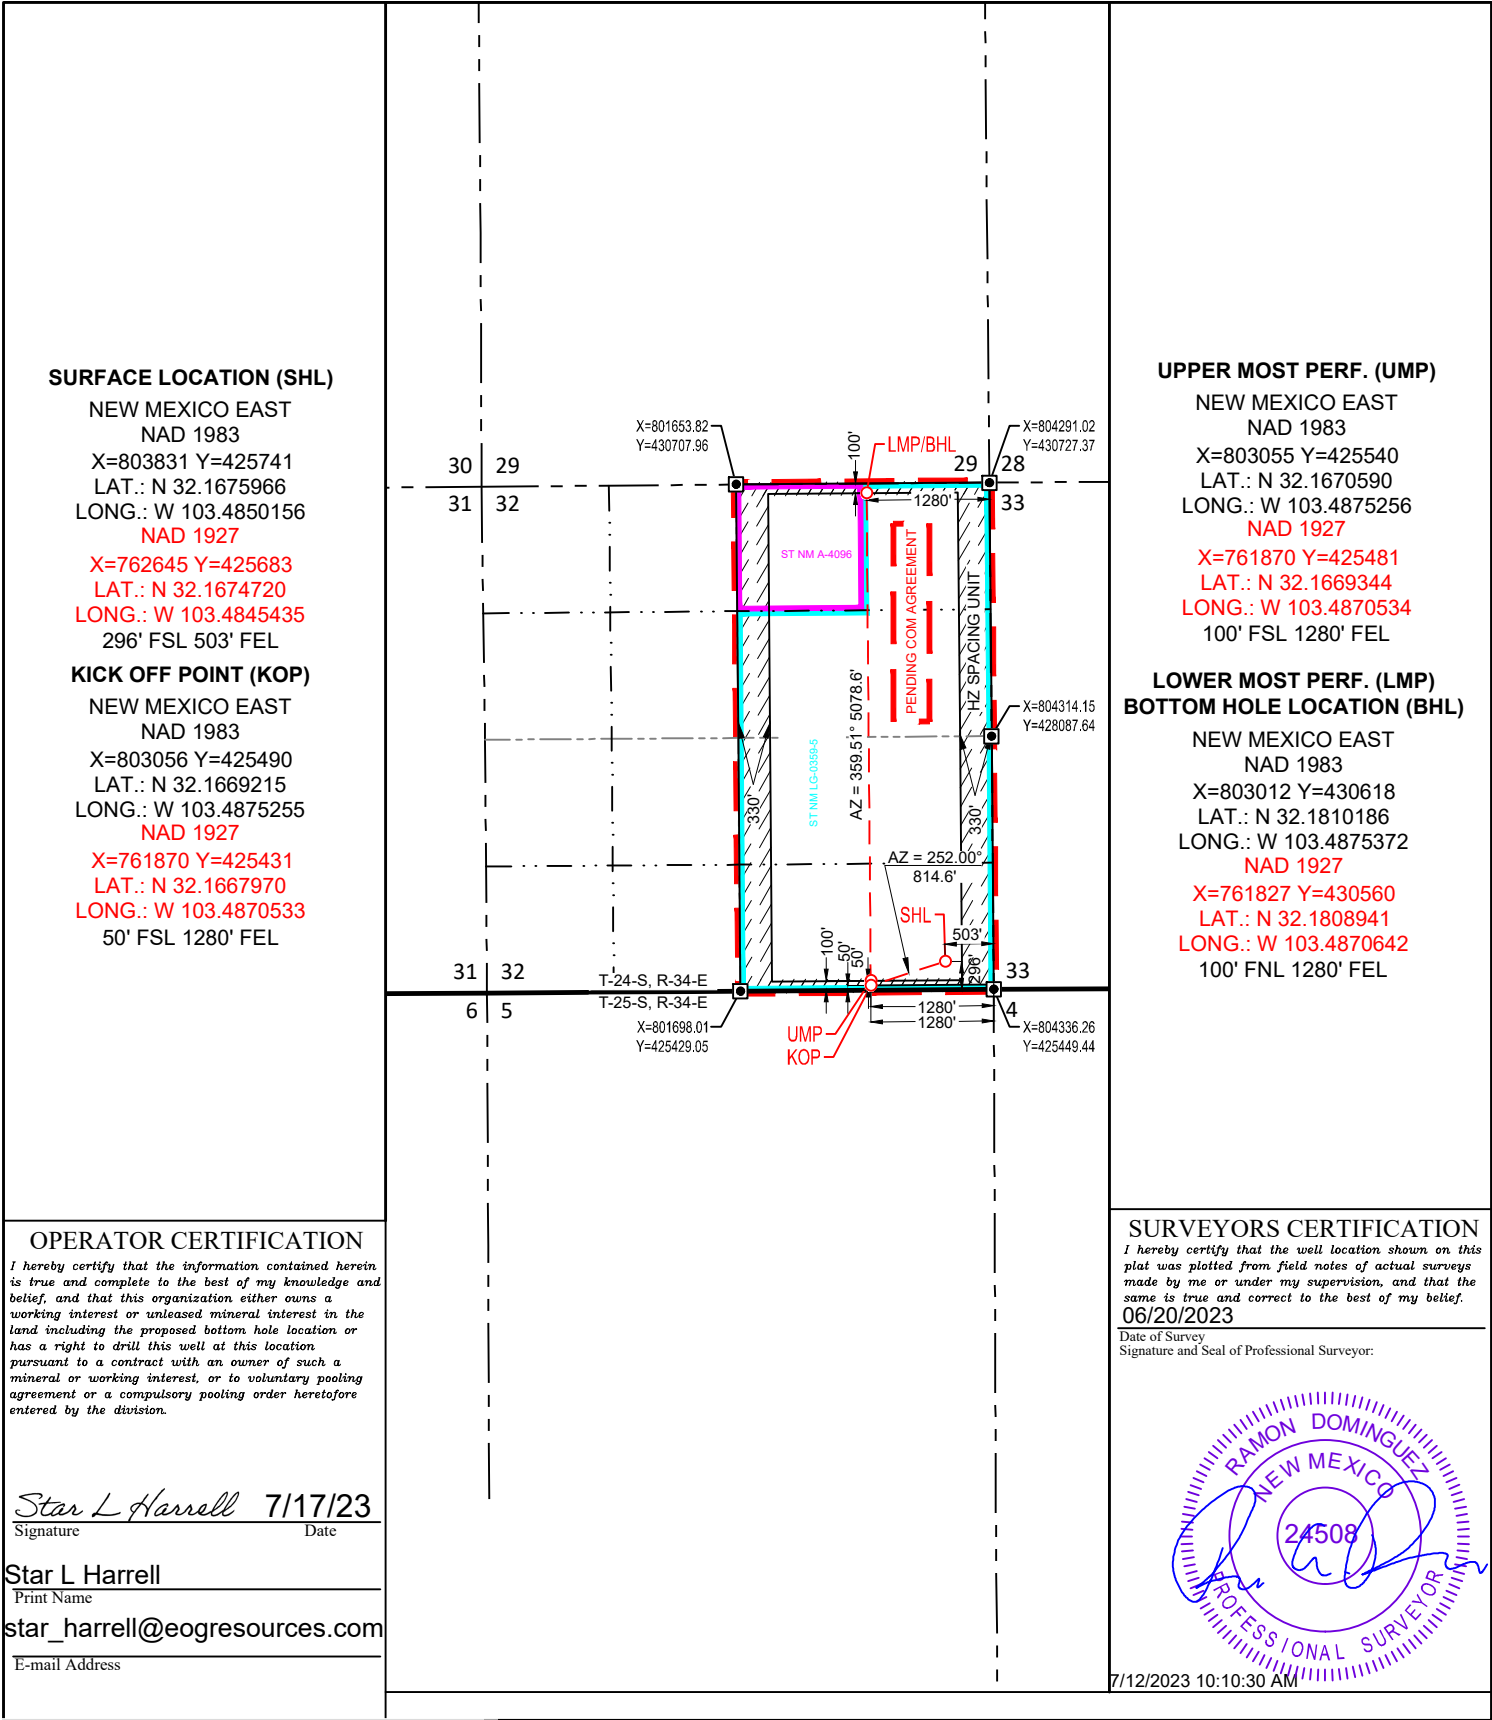 SURFACE LOCATION (SHL)
NEW MEXICO EAST
NAD 1983
X=803831 Y=425741
LAT.: N 32.1675966
LONG.: W 103.4850156
NAD 1927
X=762645 Y=425683
LAT.: N 32.1674720
LONG.: W 103.4845435
296' FSL 503' FEL
KICK OFF POINT (KOP)
NEW MEXICO EAST
NAD 1983
X=803056 Y=425490
LAT.: N 32.1669215
LONG.: W 103.4875255
NAD 1927
X=761870 Y=425431
LAT.: N 32.1667970
LONG.: W 103.4870533
50' FSL 1280' FEL
X=801653.82
Y=430707.96
100'
LMP/BHL
X=804291.02
Y=430727.37
30 29
29 28
31 32
1280'
33
ST NM A-4096
PENDING COM AGREEMENT
HZ SPACING UNIT
AZ = 359.51° 5078.6'
X=804314.15
Y=428087.64
ST NM LG-0359-5
330'
330'
AZ = 252.00°
814.6'
SHL
503'
296'
100'
50'
50'
31 32
T-24-S, R-34-E
33
6 5
T-25-S, R-34-E
1280'
1280'
4
X=801698.01
Y=425429.05
UMP
KOP
X=804336.26
Y=425449.44
UPPER MOST PERF. (UMP)
NEW MEXICO EAST
NAD 1983
X=803055 Y=425540
LAT.: N 32.1670590
LONG.: W 103.4875256
NAD 1927
X=761870 Y=425481
LAT.: N 32.1669344
LONG.: W 103.4870534
100' FSL 1280' FEL
LOWER MOST PERF. (LMP)
BOTTOM HOLE LOCATION (BHL)
NEW MEXICO EAST
NAD 1983
X=803012 Y=430618
LAT.: N 32.1810186
LONG.: W 103.4875372
NAD 1927
X=761827 Y=430560
LAT.: N 32.1808941
LONG.: W 103.4870642
100' FNL 1280' FEL
OPERATOR CERTIFICATION
I hereby certify that the information contained herein
is true and complete to the best of my knowledge and
belief, and that this organization either owns a
working interest or unleased mineral interest in the
land including the proposed bottom hole location or
has a right to drill this well at this location
pursuant to a contract with an owner of such a
mineral or working interest, or to voluntary pooling
agreement or a compulsory pooling order heretofore
entered by the division.
Star L Harrell 7/17/23
Signature Date
Star L Harrell
Print Name
star_harrell@eogresources.com
E-mail Address
SURVEYORS CERTIFICATION
I hereby certify that the well location shown on this
plat was plotted from field notes of actual surveys
made by me or under my supervision, and that the
same is true and correct to the best of my belief.
06/20/2023
Date of Survey
Signature and Seal of Professional Surveyor:
RAMON DOMINGUEZ
NEW MEXICO
24508
PROFESSIONAL SURVEYOR
7/12/2023 10:10:30 AM